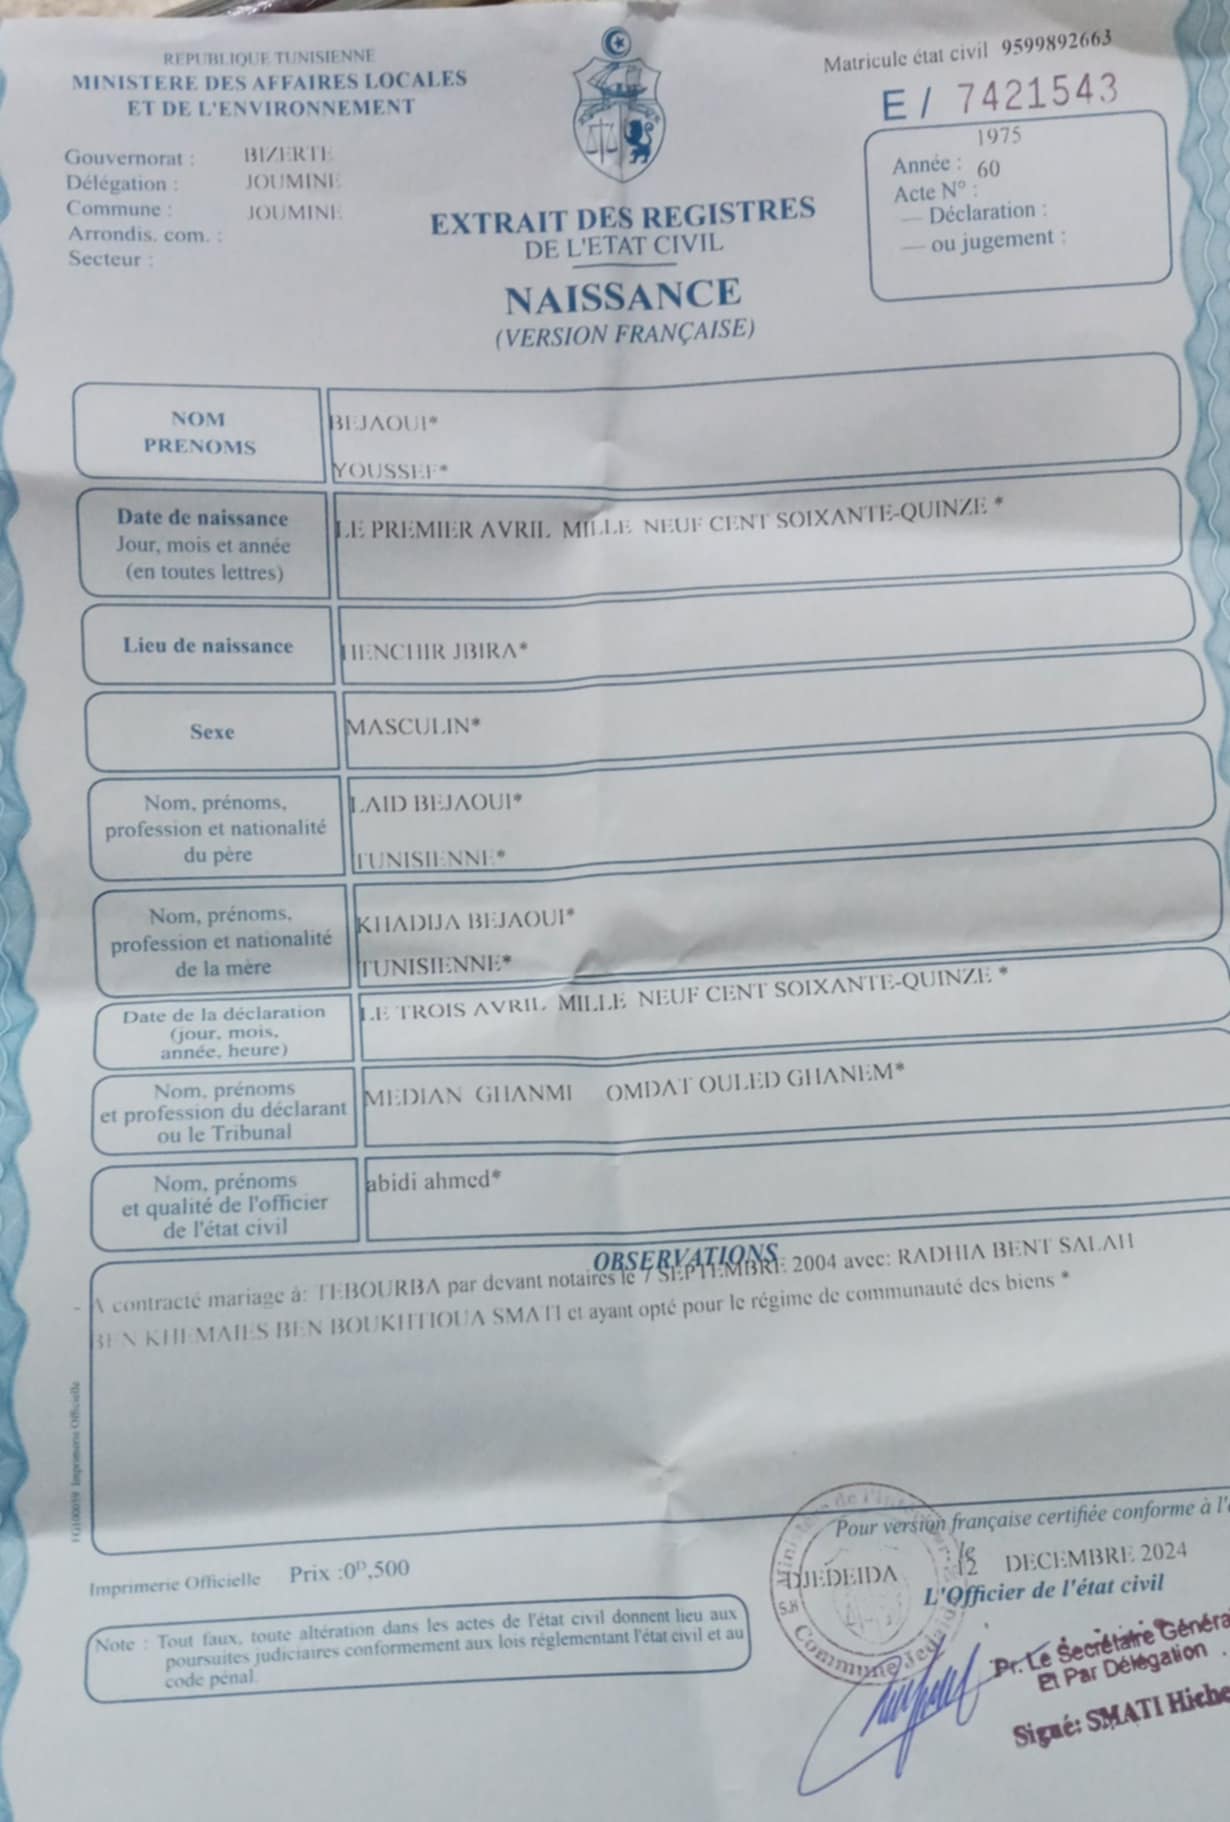 REPUBLIQUE TUNISIENNE
MINISTERE DES AFFAIRES LOCALES
ET DE L'ENVIRONNEMENT
Gouvernorat : BIZERTE
Délégation : JOUMINE
Commune : JOUMINE
Arrondis. com. :
Secteur :
Matricule état civil 9599892663
E / 7421543
1975
Année : 60
Acte N° :
— Déclaration :
— ou jugement :
EXTRAIT DES REGISTRES
DE L'ETAT CIVIL
NAISSANCE
(VERSION FRANÇAISE)
NOM
PRENOMS
BEJAOUI*
YOUSSEF*
Date de naissance
Jour, mois et année
(en toutes lettres)
LE PREMIER AVRIL MILLE NEUF CENT SOIXANTE-QUINZE *
Lieu de naissance
HENCHIR JBIRA*
Sexe
MASCULIN*
Nom, prénoms,
profession et nationalité
du père
LAID BEJAOUI*
TUNISIENNE*
Nom, prénoms,
profession et nationalité
de la mère
KHADIJA BEJAOUI*
TUNISIENNE*
Date de la déclaration
(jour, mois,
année, heure)
LE TROIS AVRIL MILLE NEUF CENT SOIXANTE-QUINZE *
Nom, prénoms
et profession du déclarant
ou le Tribunal
MEDIAN GHANMI OMDAT OULED GHANEM*
Nom, prénoms
et qualité de l'officier
de l'état civil
abidi ahmed*
OBSERVATIONS
- A contracté mariage à: TEBOURBA par devant notaires le 7 SEPTEMBRE 2004 avec: RADHIA BENT SALAH
BEN KHEMAIES BEN BOUKHTIOUA SMATI et ayant opté pour le régime de communauté des biens *
Imprimerie Officielle
Pour version française certifiée conforme à
DJEDEIDA le 12 DECEMBRE 2024
L'Officier de l'état civil
Imprimerie Officielle Prix :0ᴰ,500
Note : Tout faux, toute altération dans les actes de l'état civil donnent lieu aux
poursuites judiciaires conformement aux lois réglementant l'état civil et au
code pénal.
Commune Jedaida
Pr. Le Secrétaire Général
Et Par Délégation
Signé: SMATI